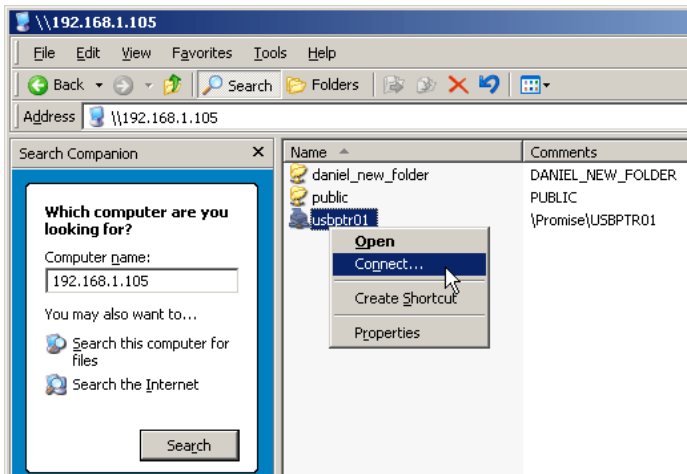 \\192.168.1.105
File Edit View Favorites Tools Help
Back Search Folders
Address \\192.168.1.105
Search Companion
Which computer are you
looking for?
Computer name:
192.168.1.105
You may also want to...
Search this computer for
files
Search the Internet
Search
Name Comments
daniel_new_folder DANIEL_NEW_FOLDER
public PUBLIC
usbptr01 \Promise\USBPTR01
Open
Connect...
Create Shortcut
Properties